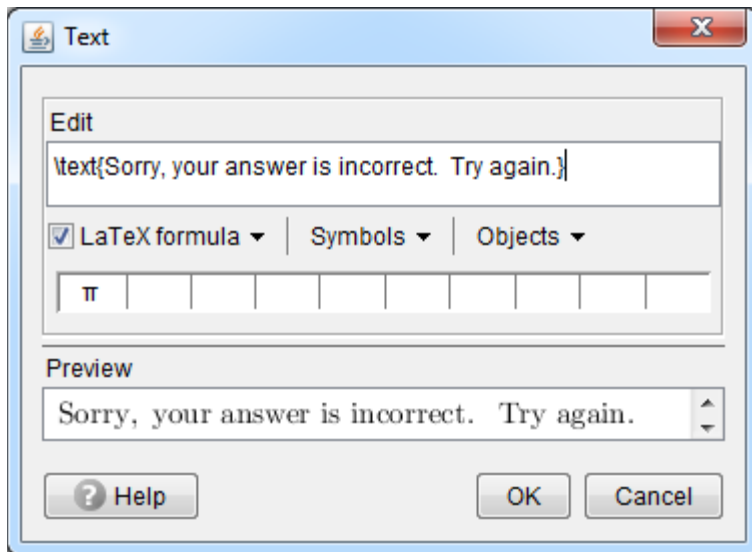 Text
Edit
\text{Sorry, your answer is incorrect.  Try again.}
LaTeX formula Symbols Objects
π
Preview
Sorry, your answer is incorrect.  Try again.
? Help OK Cancel